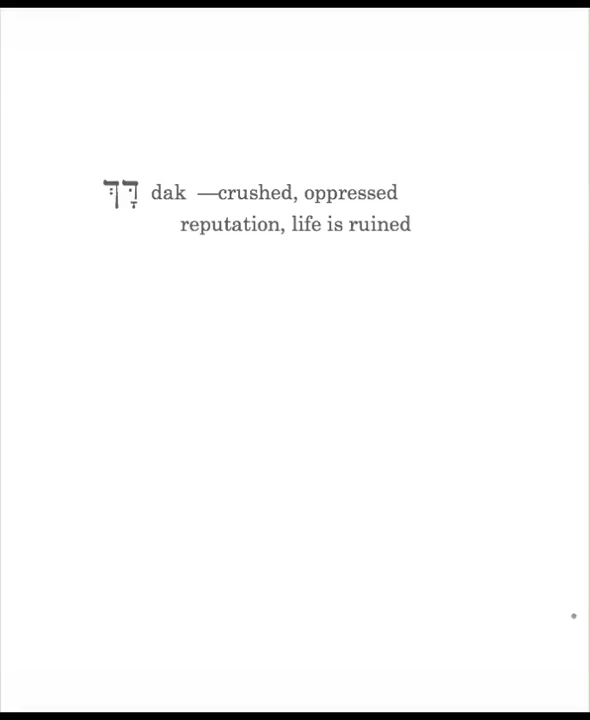 דָּךְ dak —crushed, oppressed
reputation, life is ruined